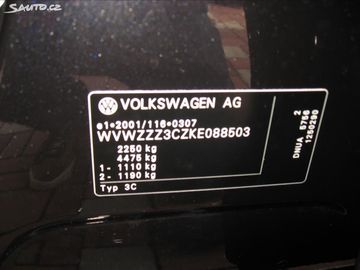 Sauto.cz
VOLKSWAGEN AG
e1*2001/116*0307
WVWZZZ3CZKE088503
2250 kg
4475 kg
1- 1110 kg
2- 1190 kg
Typ 3C
DNUA 2
5756
1250290